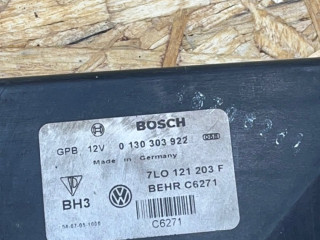 BOSCH
GPB 12V 0 130 303 922
Made in Germany
7L0 121 203 F
BH3 BEHR C6271
C6271